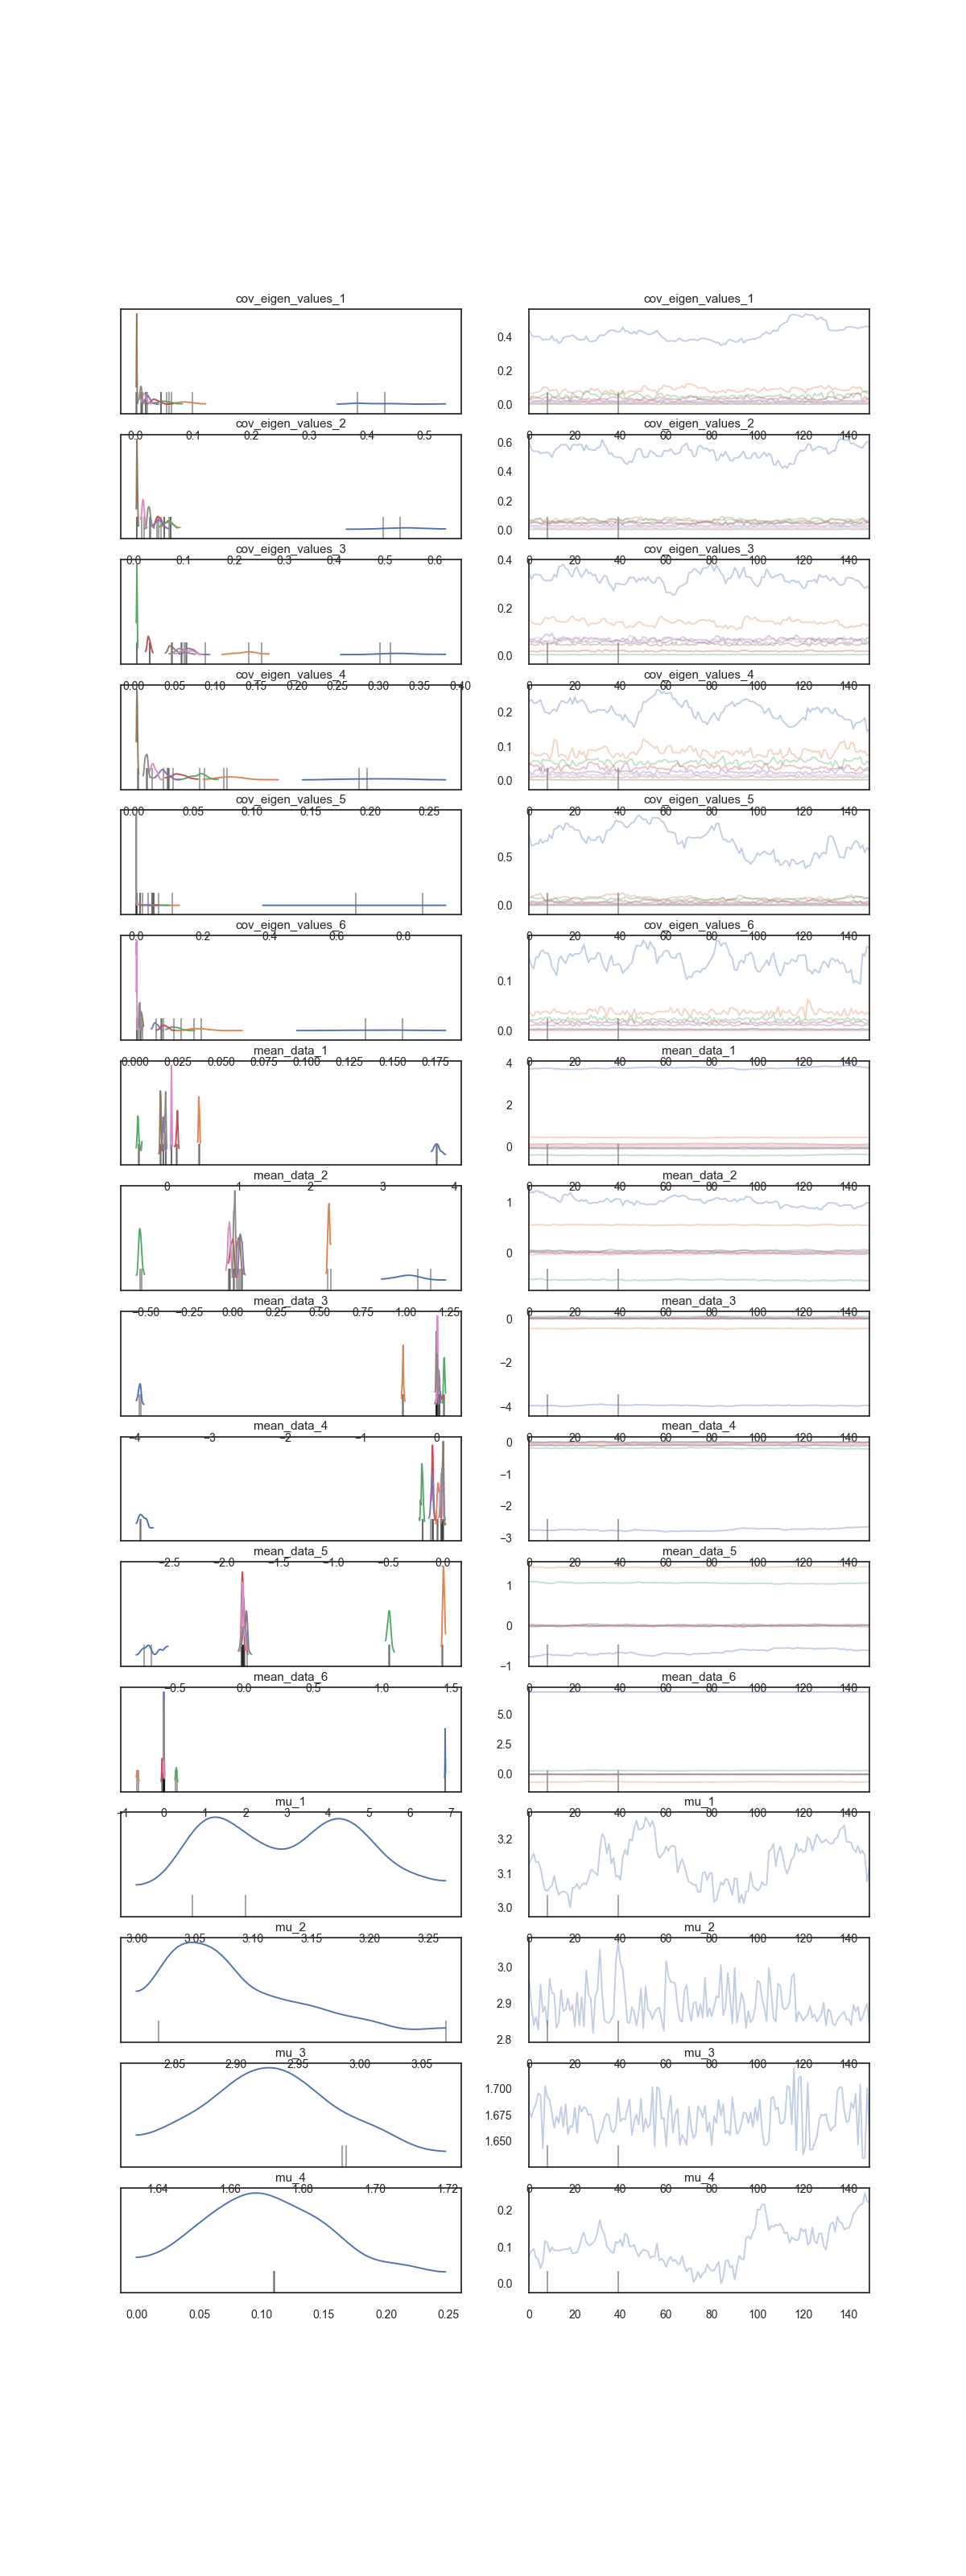 cov_eigen_values_1 cov_eigen_values_1
0.4
0.2
0.0
cov_eigen_values_2 cov_eigen_values_2
0.0 0.1 0.2 0.3 0.4 0.5 0 20 40 60 80 100 120 140
0.6
0.4
0.2
0.0
cov_eigen_values_3 cov_eigen_values_3
0.0 0.1 0.2 0.3 0.4 0.5 0.6 0 20 40 60 80 100 120 140
0.4
0.2
0.0
cov_eigen_values_4 cov_eigen_values_4
0.00 0.05 0.10 0.15 0.20 0.25 0.30 0.35 0.40 0 20 40 60 80 100 120 140
0.2
0.1
0.0
cov_eigen_values_5 cov_eigen_values_5
0.00 0.05 0.10 0.15 0.20 0.25 0 20 40 60 80 100 120 140
0.5
0.0
cov_eigen_values_6 cov_eigen_values_6
0.0 0.2 0.4 0.6 0.8 0 20 40 60 80 100 120 140
0.1
0.0
mean_data_1 mean_data_1
0.000 0.025 0.050 0.075 0.100 0.125 0.150 0.175 0 20 40 60 80 100 120 140
4
2
0
mean_data_2 mean_data_2
0 1 2 3 4 0 20 40 60 80 100 120 140
1
0
mean_data_3 mean_data_3
−0.50 −0.25 0.00 0.25 0.50 0.75 1.00 1.25 0 20 40 60 80 100 120 140
0
−2
−4
mean_data_4 mean_data_4
−4 −3 −2 −1 0 0 20 40 60 80 100 120 140
0
−1
−2
−3
mean_data_5 mean_data_5
−2.5 −2.0 −1.5 −1.0 −0.5 0.0 0 20 40 60 80 100 120 140
1
0
−1
mean_data_6 mean_data_6
−0.5 0.0 0.5 1.0 1.5 0 20 40 60 80 100 120 140
5.0
2.5
0.0
mu_1 mu_1
−1 0 1 2 3 4 5 6 7 0 20 40 60 80 100 120 140
3.2
3.1
3.0
mu_2 mu_2
3.00 3.05 3.10 3.15 3.20 3.25 0 20 40 60 80 100 120 140
3.0
2.9
2.8
mu_3 mu_3
2.85 2.90 2.95 3.00 3.05 0 20 40 60 80 100 120 140
1.700
1.675
1.650
mu_4 mu_4
1.64 1.66 1.68 1.70 1.72 0 20 40 60 80 100 120 140
0.2
0.1
0.0
0.00 0.05 0.10 0.15 0.20 0.25 0 20 40 60 80 100 120 140